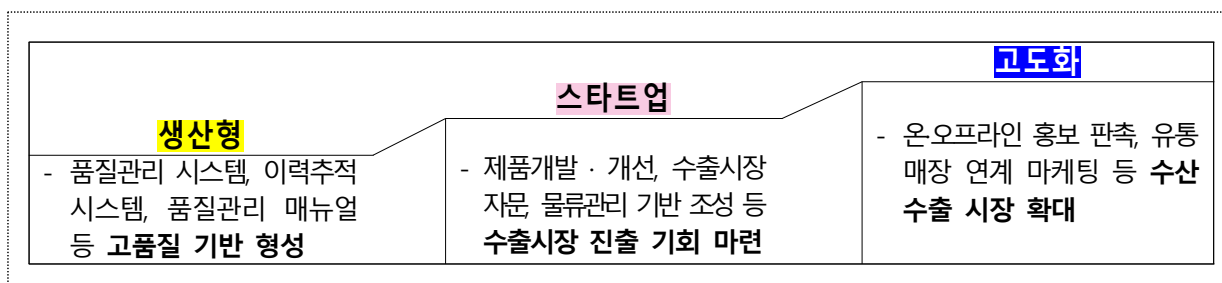 생산형
- 품질관리 시스템, 이력추적
시스템, 품질관리 매뉴얼
등 고품질 기반 형성
스타트업
- 제품개발 · 개선, 수출시장
자문, 물류관리 기반 조성 등
수출시장 진출 기회 마련
고도화
- 온·오프라인 홍보 판촉, 유통
매장 연계 마케팅 등 수산
수출 시장 확대